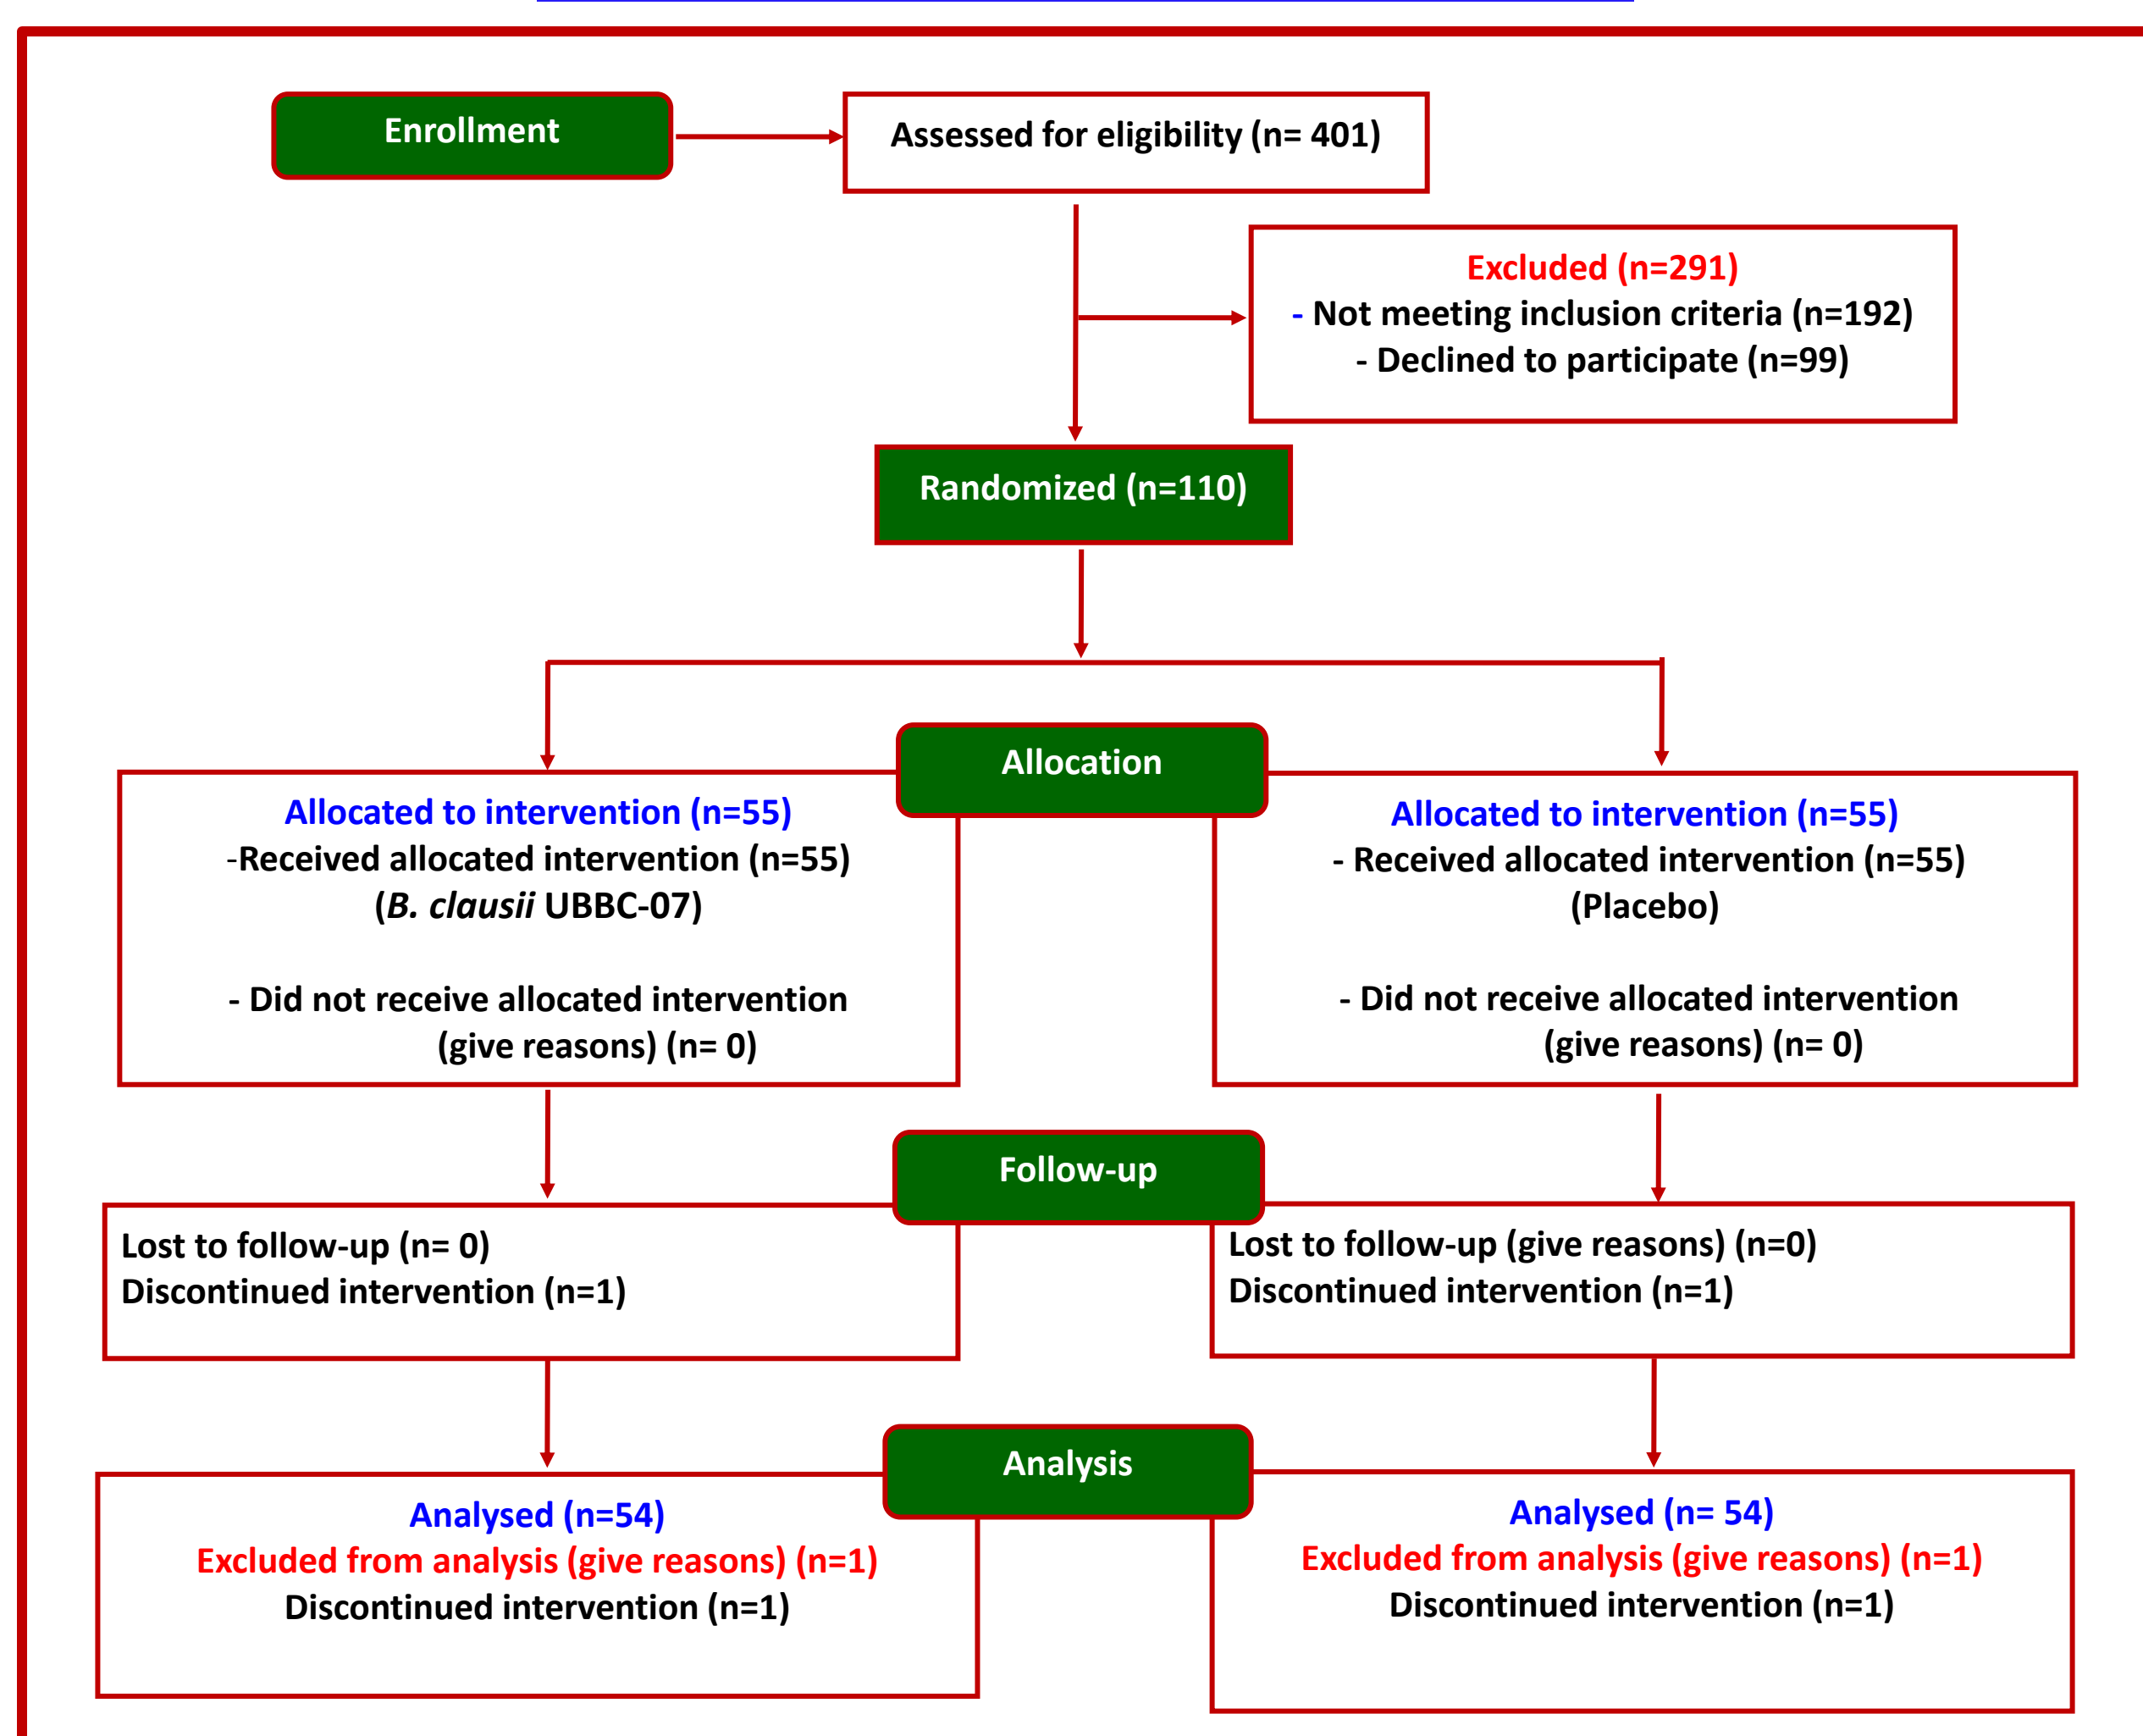 Enrollment
Assessed for eligibility (n= 401)
Excluded (n=291)
- Not meeting inclusion criteria (n=192)
- Declined to participate (n=99)
Randomized (n=110)
Allocation
Allocated to intervention (n=55)
-Received allocated intervention (n=55)
(B. clausii UBBC-07)
- Did not receive allocated intervention
(give reasons) (n= 0)
Allocated to intervention (n=55)
- Received allocated intervention (n=55)
(Placebo)
- Did not receive allocated intervention
(give reasons) (n= 0)
Follow-up
Lost to follow-up (n= 0)
Discontinued intervention (n=1)
Lost to follow-up (give reasons) (n=0)
Discontinued intervention (n=1)
Analysis
Analysed (n=54)
Excluded from analysis (give reasons) (n=1)
Discontinued intervention (n=1)
Analysed (n= 54)
Excluded from analysis (give reasons) (n=1)
Discontinued intervention (n=1)